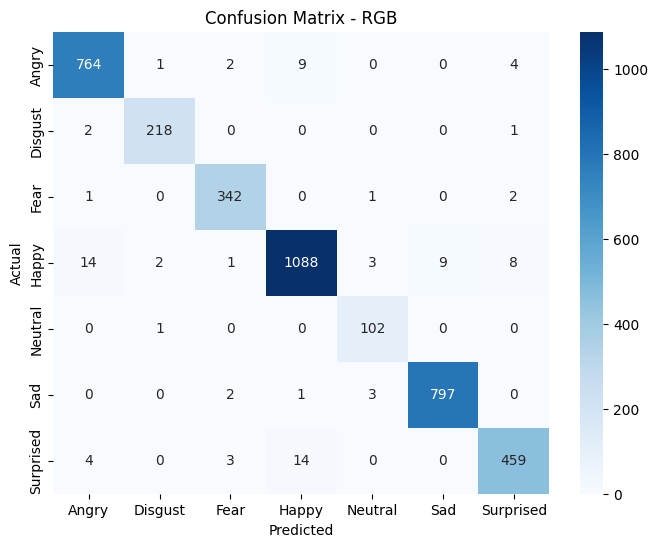 Confusion Matrix - RGB
Angry 764 1 2 9 0 0 4
Disgust 2 218 0 0 0 0 1
Fear 1 0 342 0 1 0 2
Happy 14 2 1 1088 3 9 8
Neutral 0 1 0 0 102 0 0
Sad 0 0 2 1 3 797 0
Surprised 4 0 3 14 0 0 459
Actual
Angry Disgust Fear Happy Neutral Sad Surprised
Predicted
1000
800
600
400
200
0